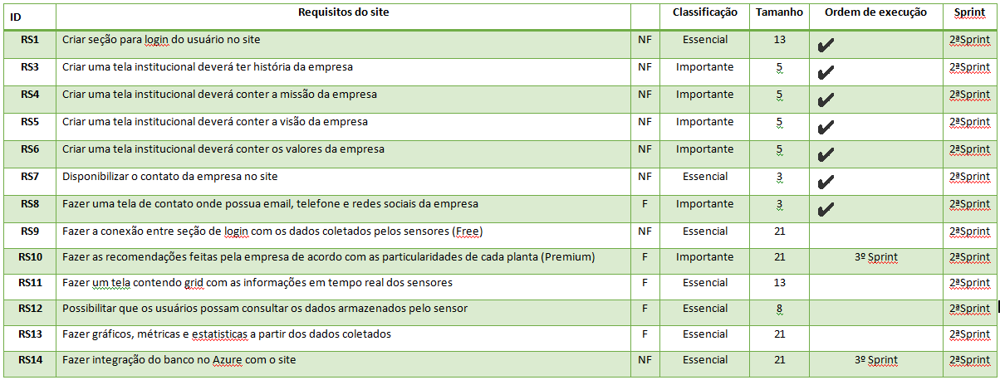 ID Requisitos do site Classificação Tamanho Ordem de execução Sprint
RS1 Criar seção para login do usuário no site NF Essencial 13 ✔ 2ªSprint
RS3 Criar uma tela institucional deverá ter história da empresa NF Importante 5 ✔ 2ªSprint
RS4 Criar uma tela institucional deverá conter a missão da empresa NF Importante 5 ✔ 2ªSprint
RS5 Criar uma tela institucional deverá conter a visão da empresa NF Importante 5 ✔ 2ªSprint
RS6 Criar uma tela institucional deverá conter os valores da empresa NF Importante 5 ✔ 2ªSprint
RS7 Disponibilizar o contato da empresa no site NF Essencial 3 ✔ 2ªSprint
RS8 Fazer uma tela de contato onde possua email, telefone e redes sociais da empresa F Importante 3 ✔ 2ªSprint
RS9 Fazer a conexão entre seção de login com os dados coletados pelos sensores (Free) NF Essencial 21 2ªSprint
RS10 Fazer as recomendações feitas pela empresa de acordo com as particularidades de cada planta (Premium) F Importante 21 3º Sprint 2ªSprint
RS11 Fazer um tela contendo grid com as informações em tempo real dos sensores F Essencial 13 2ªSprint
RS12 Possibilitar que os usuários possam consultar os dados armazenados pelo sensor F Essencial 8 2ªSprint
RS13 Fazer gráficos, métricas e estatisticas a partir dos dados coletados F Essencial 21 2ªSprint
RS14 Fazer integração do banco no Azure com o site NF Essencial 21 3º Sprint 2ªSprint